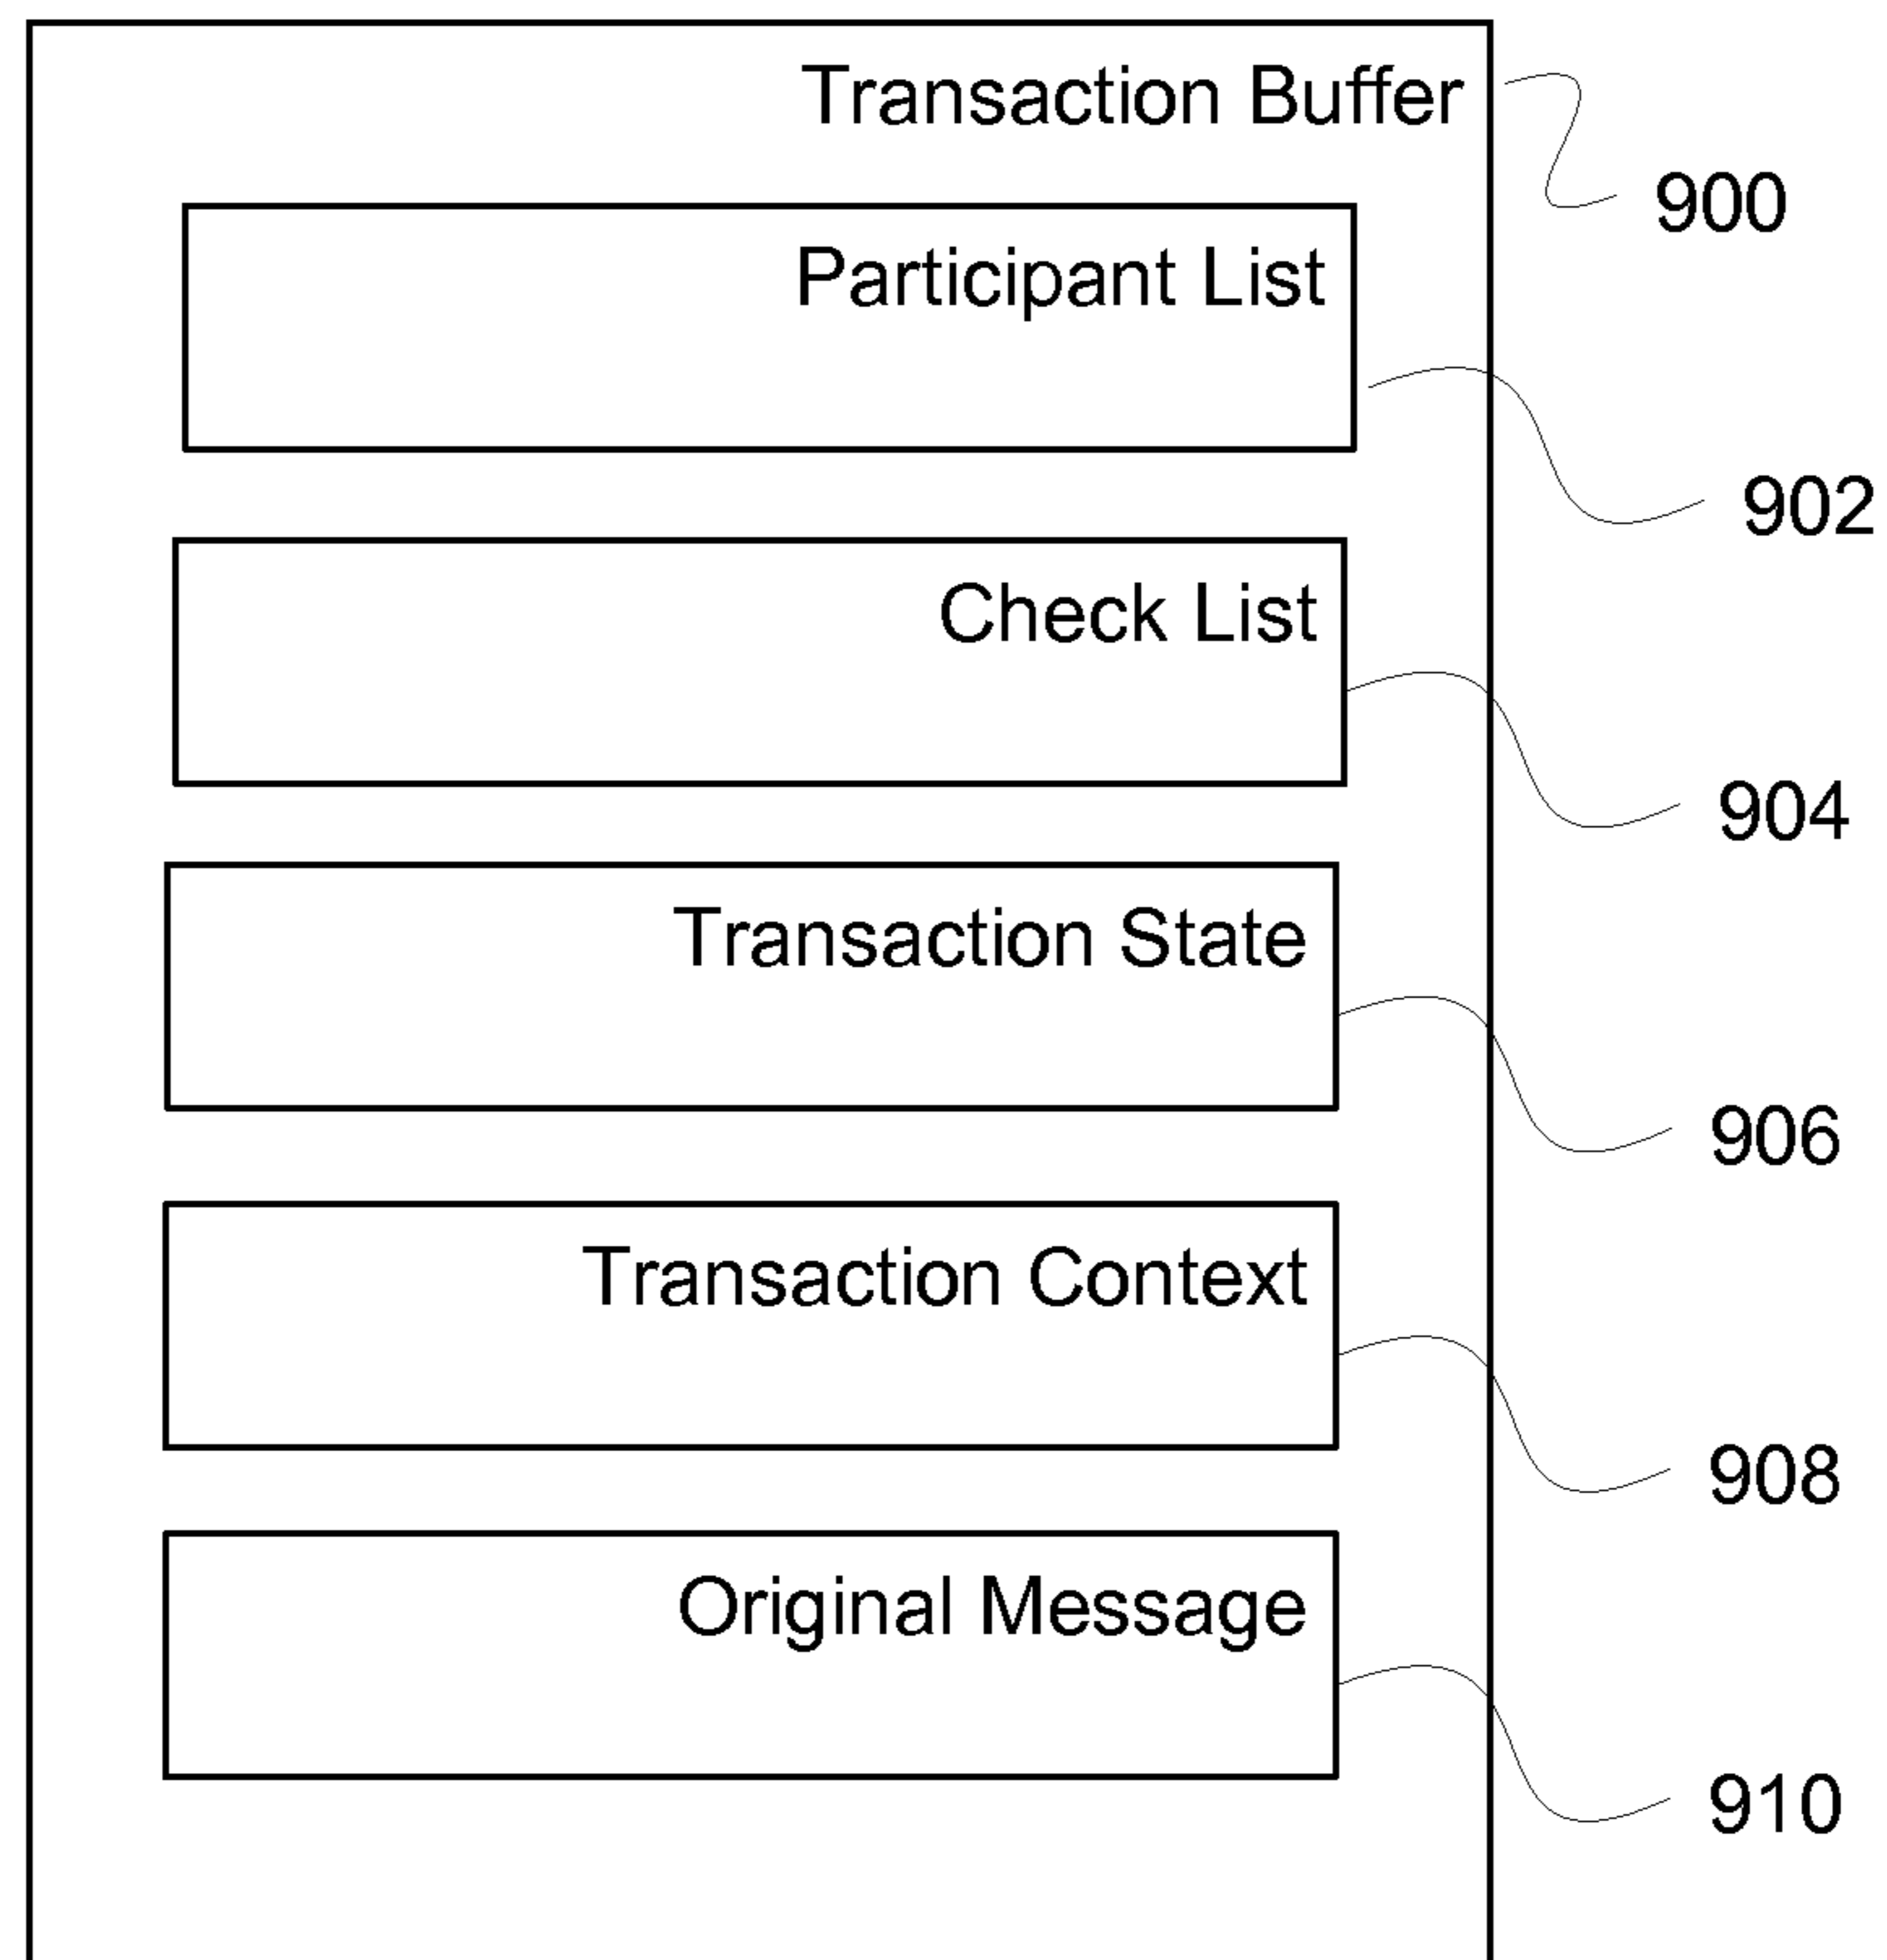 Transaction Buffer
900
Participant List
902
Check List
904
Transaction State
906
Transaction Context
908
Original Message
910